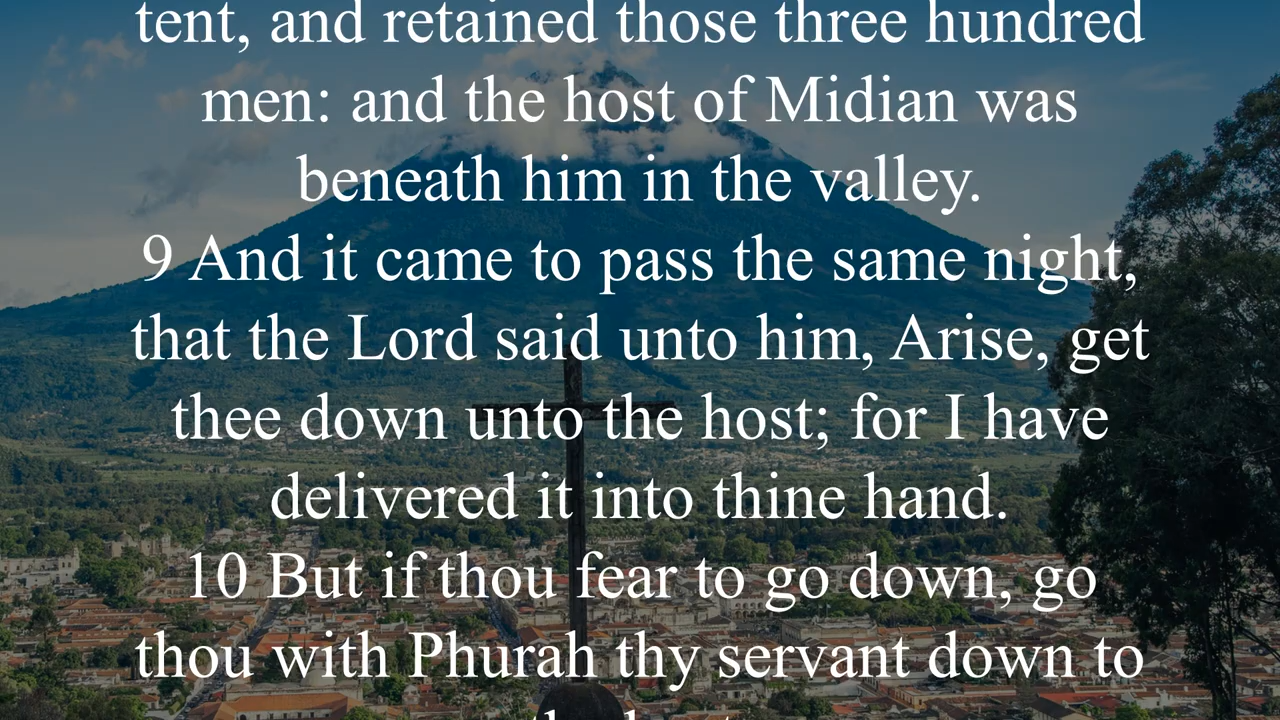 tent, and retained those three hundred
men: and the host of Midian was
beneath him in the valley.
9 And it came to pass the same night,
that the Lord said unto him, Arise, get
thee down unto the host; for I have
delivered it into thine hand.
10 But if thou fear to go down, go
thou with Phurah thy servant down to